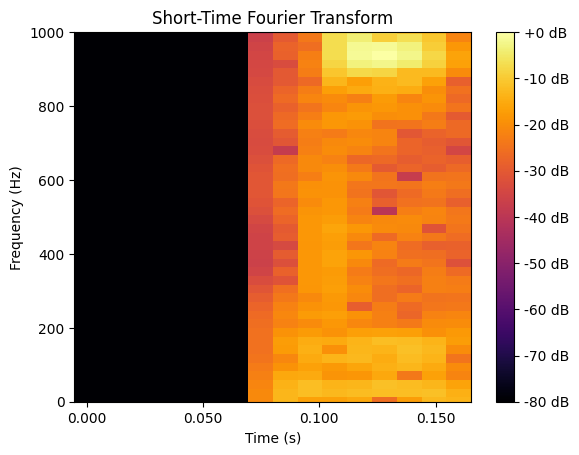 Short-Time Fourier Transform
Frequency (Hz)
1000
800
600
400
200
0
0.000
0.050
0.100
0.150
Time (s)
+0 dB
-10 dB
-20 dB
-30 dB
-40 dB
-50 dB
-60 dB
-70 dB
-80 dB